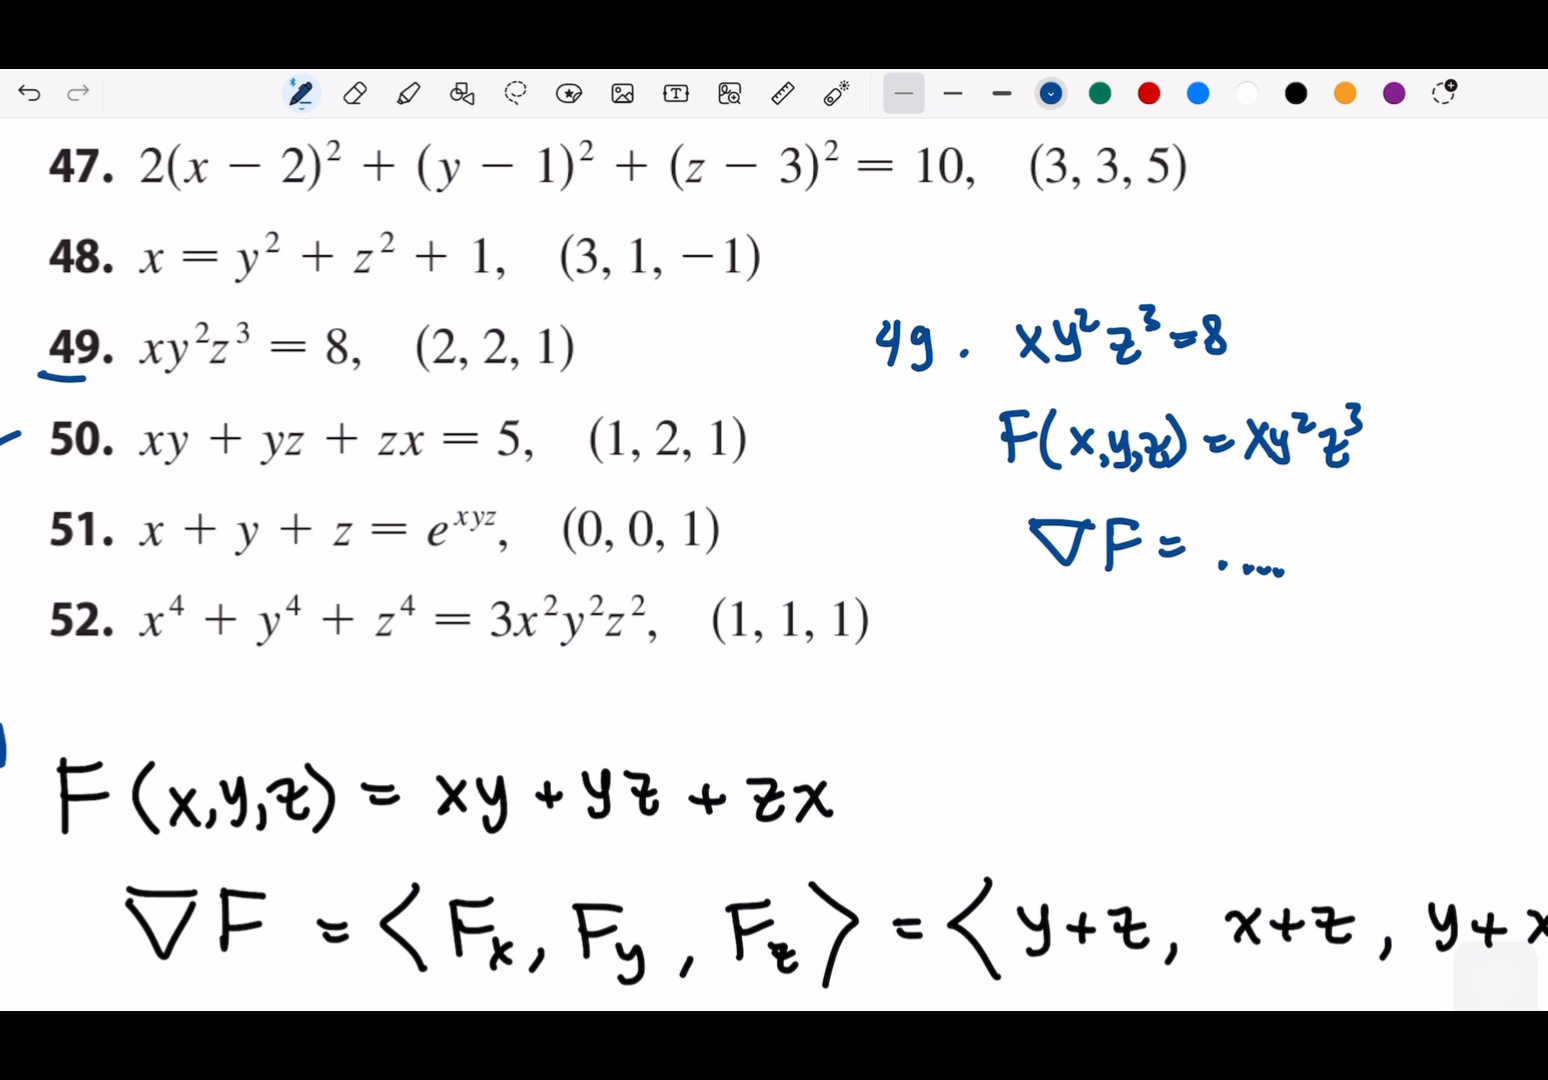 47. 2(x − 2)² + (y − 1)² + (z − 3)² = 10, (3, 3, 5)
48. x = y² + z² + 1, (3, 1, −1)
49. xy²z³ = 8, (2, 2, 1)
49. xy²z³=8
F(x,y,z) = xy²z³
50. xy + yz + zx = 5, (1, 2, 1)
51. x + y + z = e^{xyz}, (0, 0, 1)
∇F = .....
52. x⁴ + y⁴ + z⁴ = 3x²y²z², (1, 1, 1)
F(x,y,z) = xy + yz + zx
∇F = ⟨Fₓ, F_y, F_z⟩ = ⟨y+z, x+z, y+x